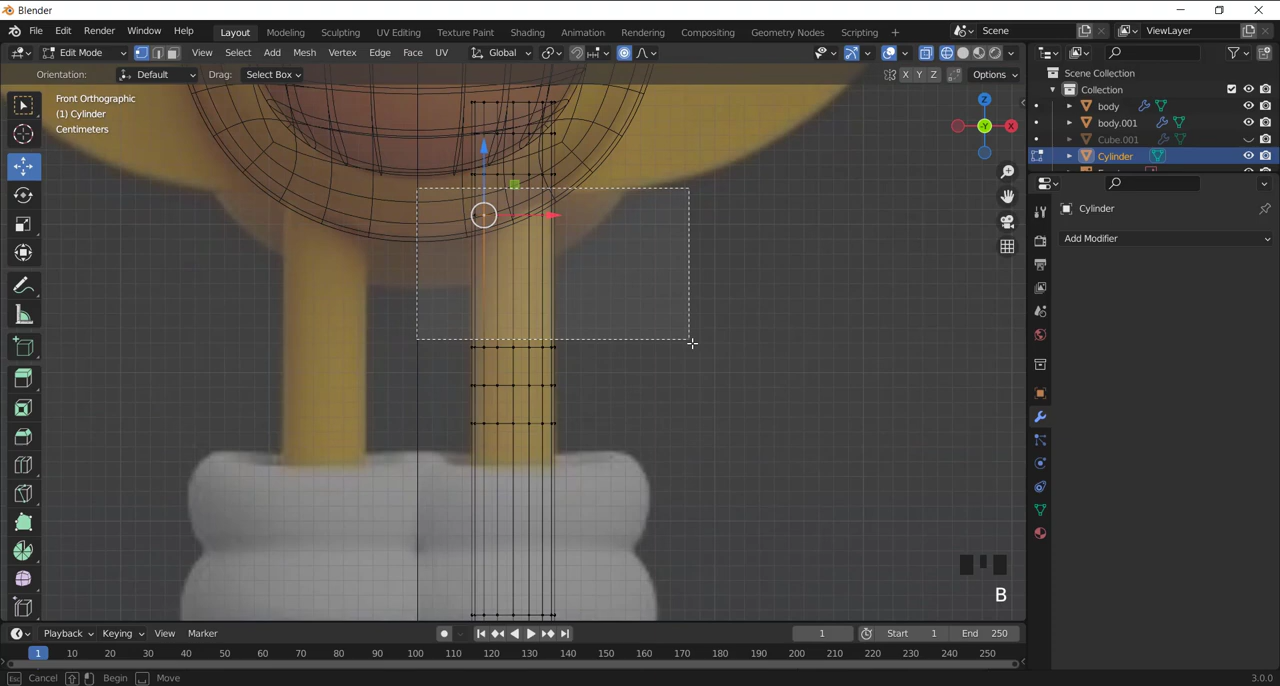 Blender
File Edit Render Window Help Layout Modeling Sculpting UV Editing Texture Paint Shading Animation Rendering Compositing Geometry Nodes Scripting + Scene ViewLayer
Edit Mode View Select Add Mesh Vertex Edge Face UV Global
Orientation: Default Drag: Select Box X Y Z Options
Front Orthographic
(1) Cylinder
Centimeters
Z
X
-Y
Scene Collection
Collection
body
body.001
Cube.001
Cylinder
Cylinder
Add Modifier
B
Playback Keying View Marker 1 Start 1 End 250
1 10 20 30 40 50 60 70 80 90 100 110 120 130 140 150 160 170 180 190 200 210 220 230 240 250
Esc Cancel Begin Move 3.0.0